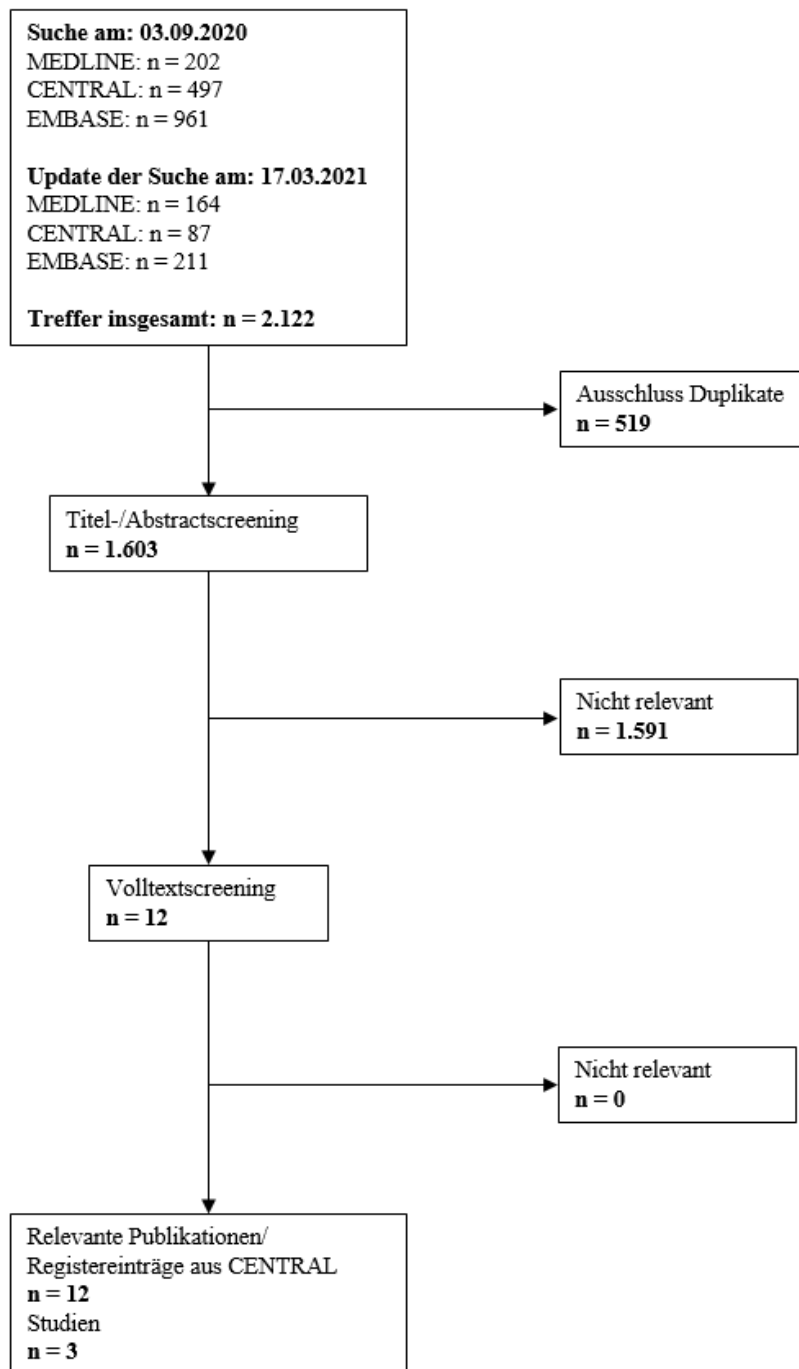 Suche am: 03.09.2020
MEDLINE: n = 202
CENTRAL: n = 497
EMBASE: n = 961
Update der Suche am: 17.03.2021
MEDLINE: n = 164
CENTRAL: n = 87
EMBASE: n = 211
Treffer insgesamt: n = 2.122
Ausschluss Duplikate
n = 519
Titel-/Abstractscreening
n = 1.603
Nicht relevant
n = 1.591
Volltextscreening
n = 12
Nicht relevant
n = 0
Relevante Publikationen/
Registereinträge aus CENTRAL
n = 12
Studien
n = 3